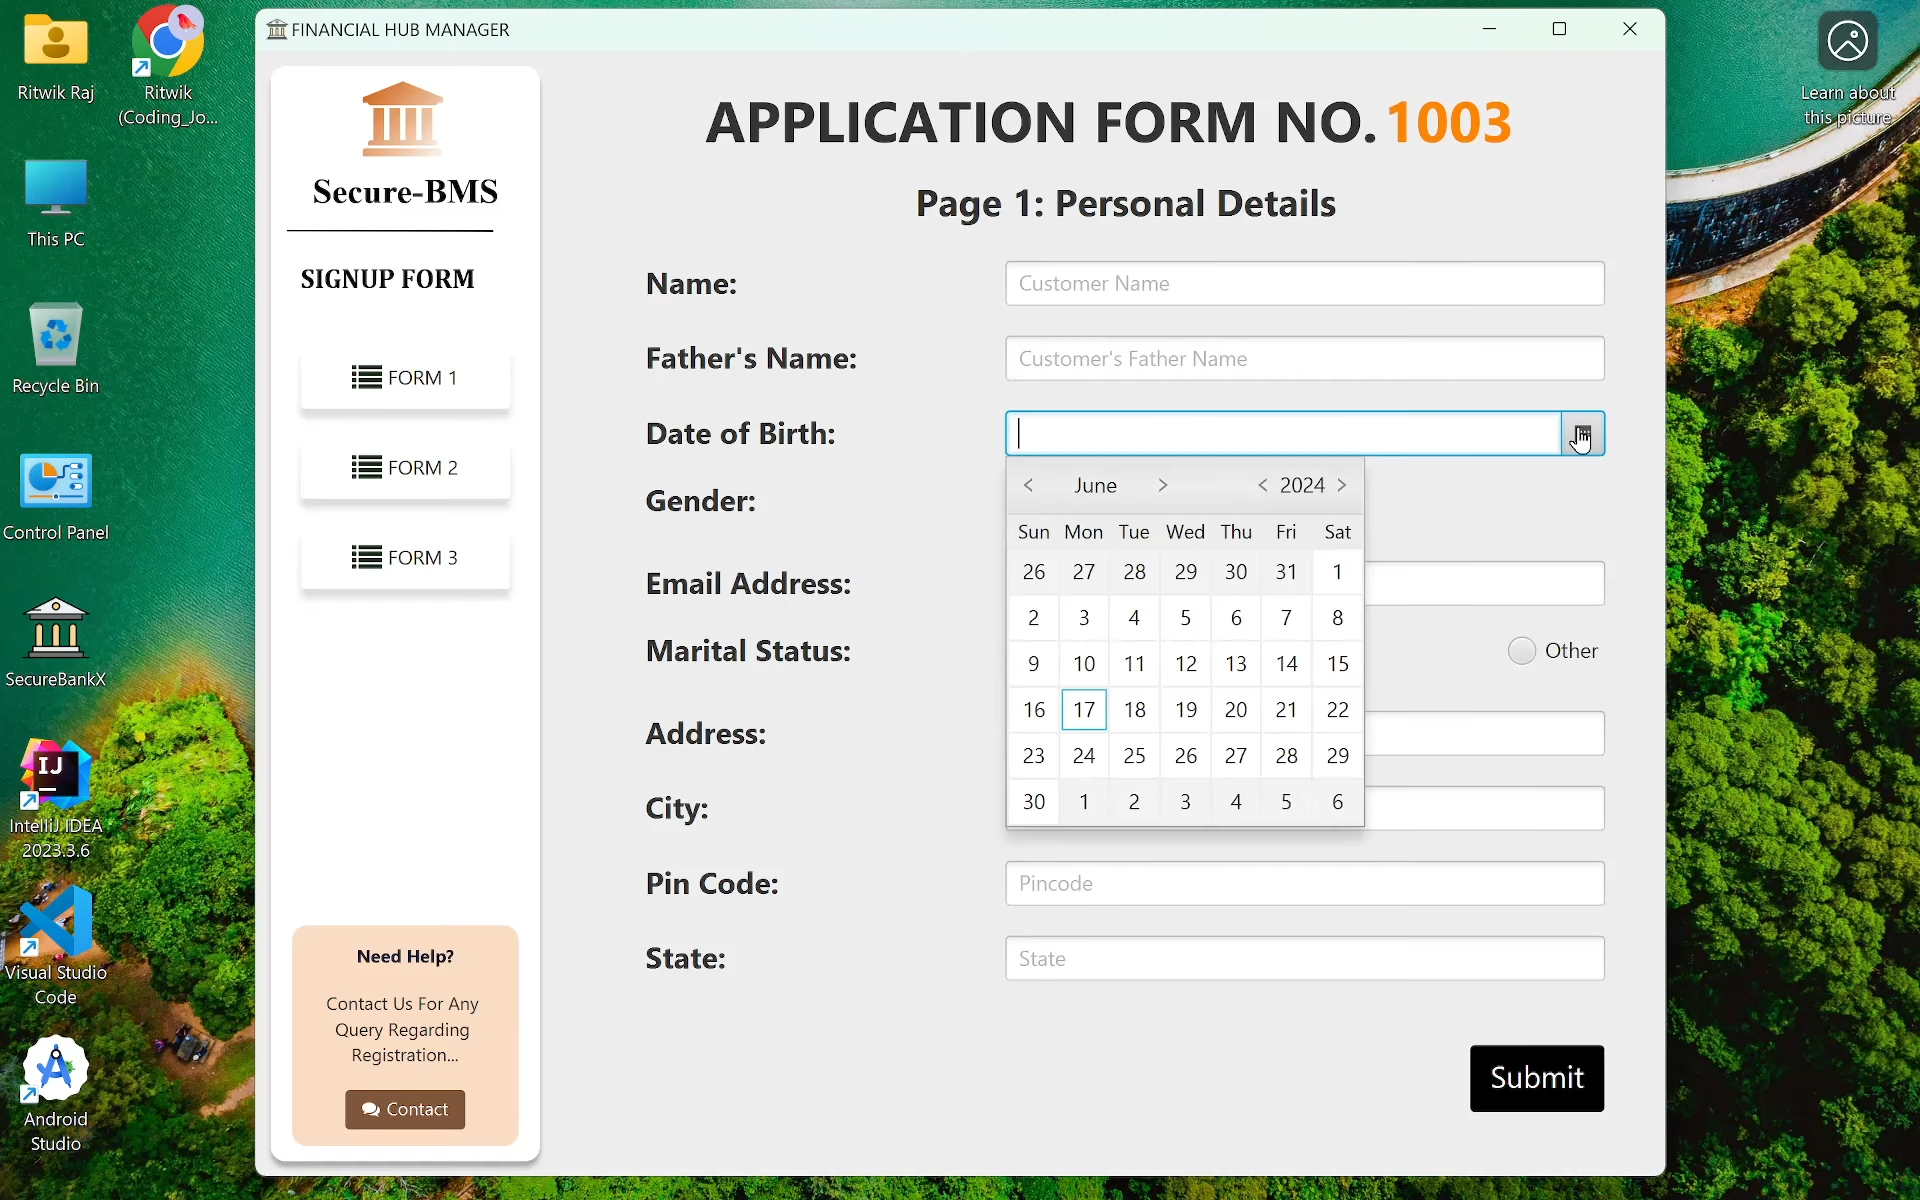 Ritwik Raj
Ritwik
(Coding_Jo...
This PC
Recycle Bin
Control Panel
SecureBankX
IJ
IntelliJ IDEA
2023.3.6
Visual Studio
Code
Android
Studio
Learn about
this picture
FINANCIAL HUB MANAGER
Secure-BMS
SIGNUP FORM
FORM 1
FORM 2
FORM 3
Need Help?
Contact Us For Any
Query Regarding
Registration...
Contact
APPLICATION FORM NO. 1003
Page 1: Personal Details
Name: Customer Name
Father's Name: Customer's Father Name
Date of Birth:
Gender:
Email Address:
Marital Status: Other
Address:
City:
Pin Code: Pincode
State: State
< June > < 2024 >
Sun Mon Tue Wed Thu Fri Sat
26 27 28 29 30 31 1
2 3 4 5 6 7 8
9 10 11 12 13 14 15
16 17 18 19 20 21 22
23 24 25 26 27 28 29
30 1 2 3 4 5 6
Submit